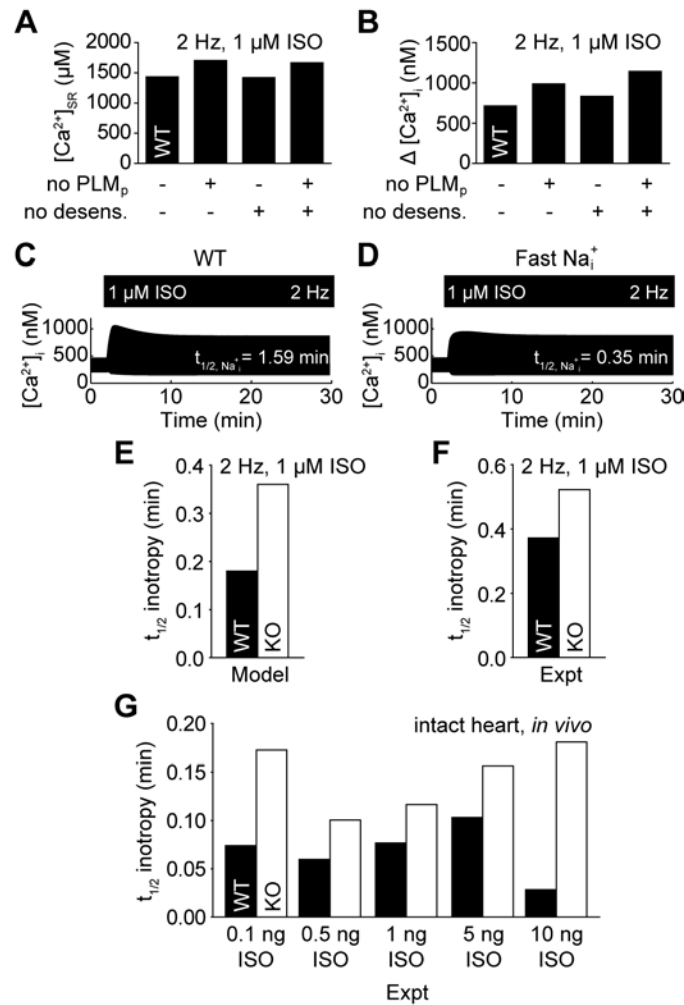 A
2 Hz, 1 µM ISO
[Ca²⁺]SR (µM)
2000
1500
1000
500
0
WT
no PLMp - + - +
no desens. - - + +
B
2 Hz, 1 µM ISO
Δ [Ca²⁺]i (nM)
1500
1000
500
0
WT
no PLMp - + - +
no desens. - - + +
C
WT
1 µM ISO 2 Hz
[Ca²⁺]i (nM)
1000
500
0
t1/2, Na⁺i = 1.59 min
0 10 20 30
Time (min)
D
Fast Na⁺i
1 µM ISO 2 Hz
[Ca²⁺]i (nM)
1000
500
0
t1/2, Na⁺i = 0.35 min
0 10 20 30
Time (min)
E
2 Hz, 1 µM ISO
t1/2 inotropy (min)
0.4
0.3
0.2
0.1
0.0
WT
KO
Model
F
2 Hz, 1 µM ISO
t1/2 inotropy (min)
0.6
0.4
0.2
0.0
WT
KO
Expt
G
intact heart, in vivo
t1/2 inotropy (min)
0.20
0.15
0.10
0.05
0.00
WT
KO
0.1 ng 0.5 ng 1 ng 5 ng 10 ng
ISO ISO ISO ISO ISO
Expt